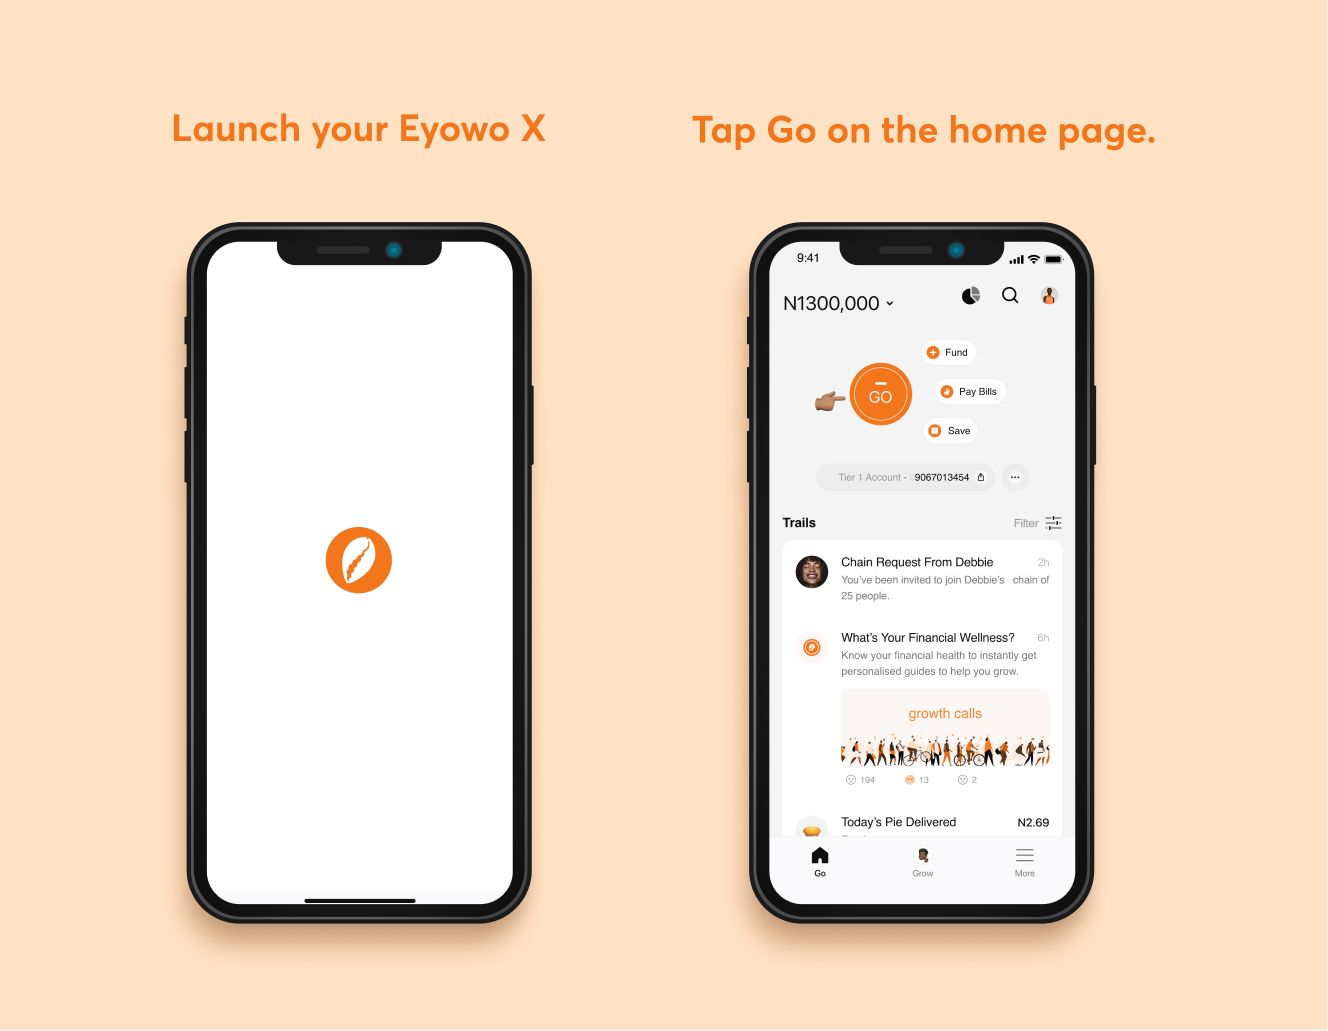 Launch your Eyowo X
Tap Go on the home page.
9:41
N1300,000
Fund
GO
Pay Bills
Save
Tier 1 Account - 9067013454
Trails
Filter
Chain Request From Debbie 2h
You've been invited to join Debbie's chain of
25 people.
What's Your Financial Wellness? 6h
Know your financial health to instantly get
personalised guides to help you grow.
growth calls
194 13 2
Today's Pie Delivered N2.69
Go Grow More